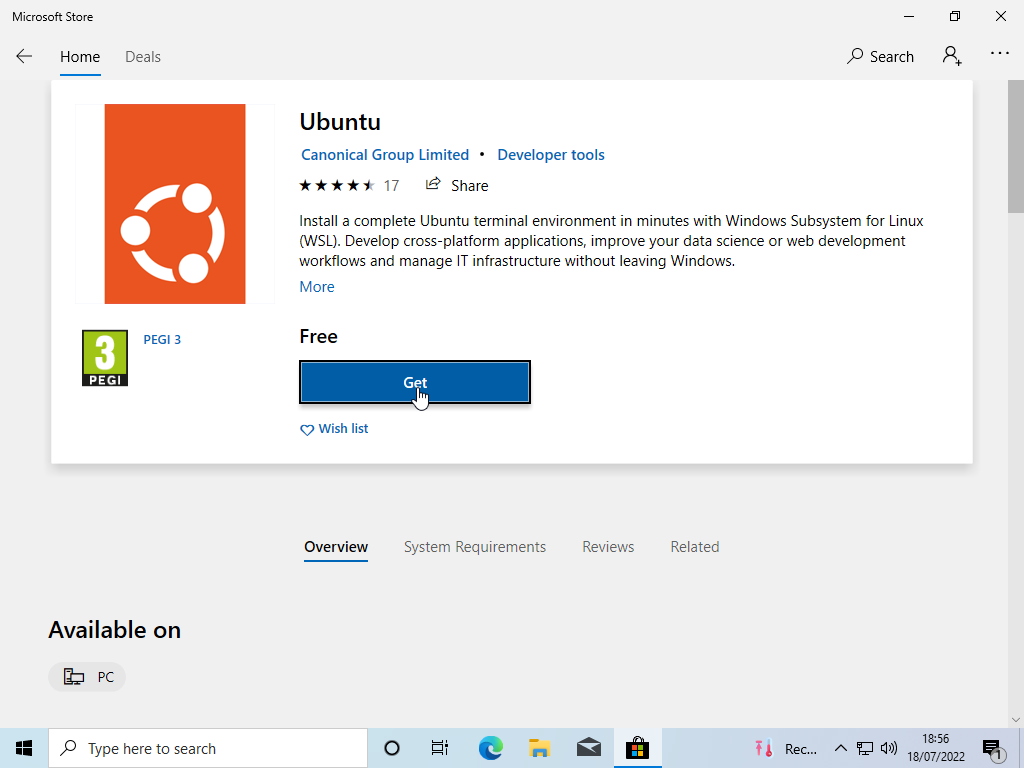 Microsoft Store
Home Deals Search
Ubuntu
Canonical Group Limited • Developer tools
17 Share
Install a complete Ubuntu terminal environment in minutes with Windows Subsystem for Linux
(WSL). Develop cross-platform applications, improve your data science or web development
workflows and manage IT infrastructure without leaving Windows.
More
3
PEGI
PEGI 3
Free
Get
Wish list
Overview System Requirements Reviews Related
Available on
PC
Type here to search
Rec...
18:56
18/07/2022
1